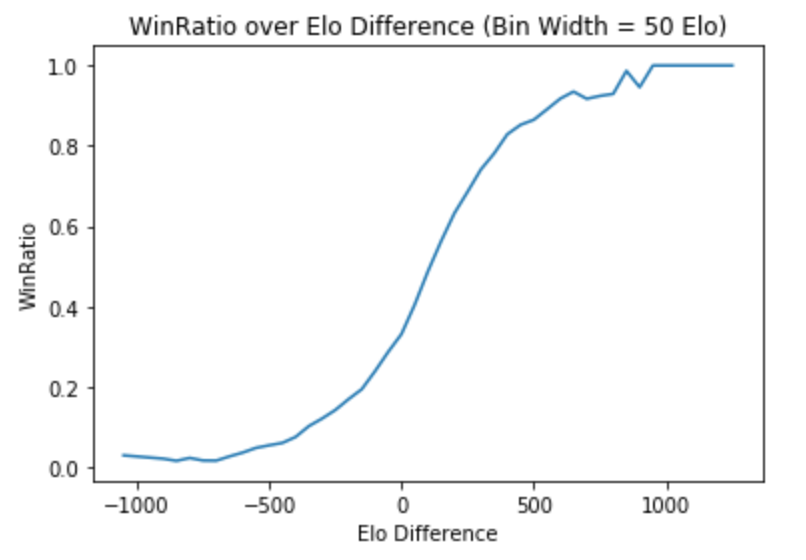 WinRatio over Elo Difference (Bin Width = 50 Elo)
1.0
0.8
0.6
0.4
0.2
0.0
WinRatio
−1000 −500 0 500 1000
Elo Difference